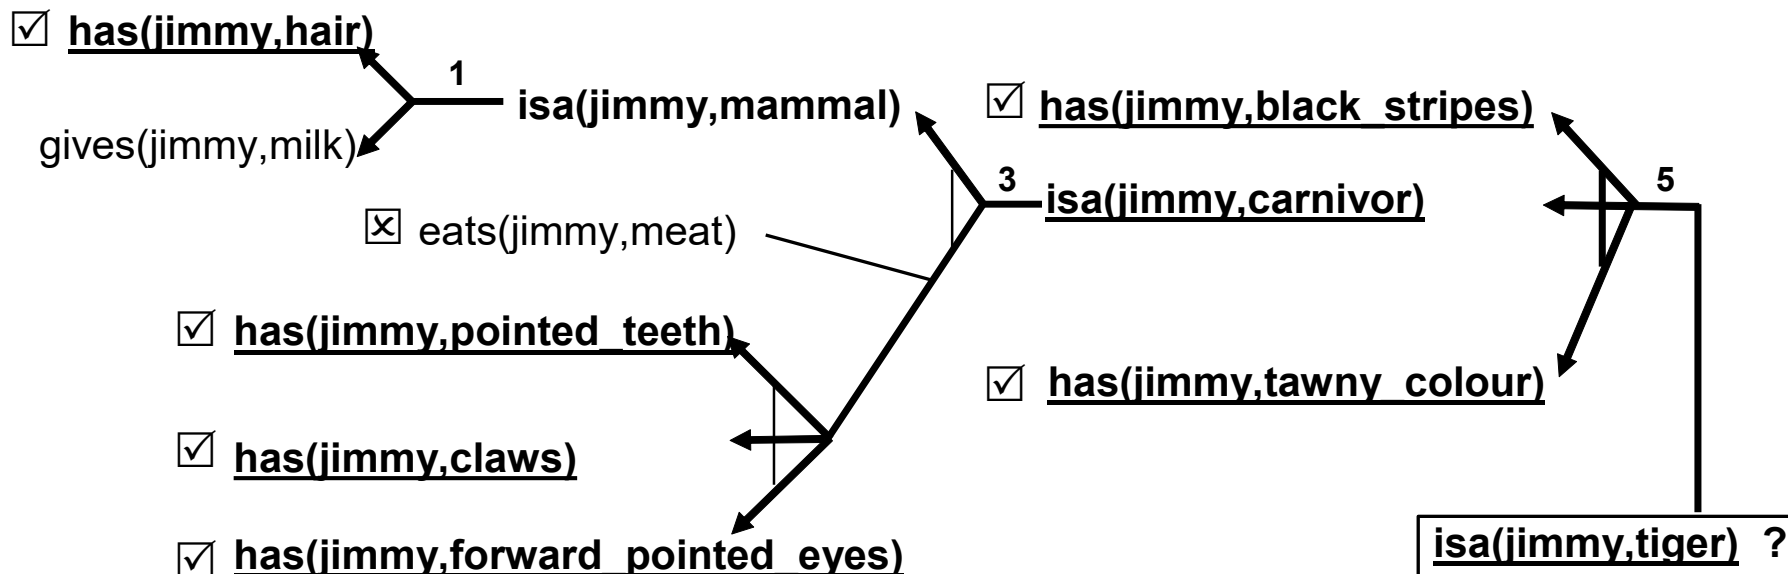 ☑ has(jimmy,hair)
1
isa(jimmy,mammal)
☑ has(jimmy,black_stripes)
gives(jimmy,milk)
3
isa(jimmy,carnivor)
5
☒ eats(jimmy,meat)
☑ has(jimmy,pointed_teeth)
☑ has(jimmy,tawny_colour)
☑ has(jimmy,claws)
☑ has(jimmy,forward_pointed_eyes)
isa(jimmy,tiger) ?